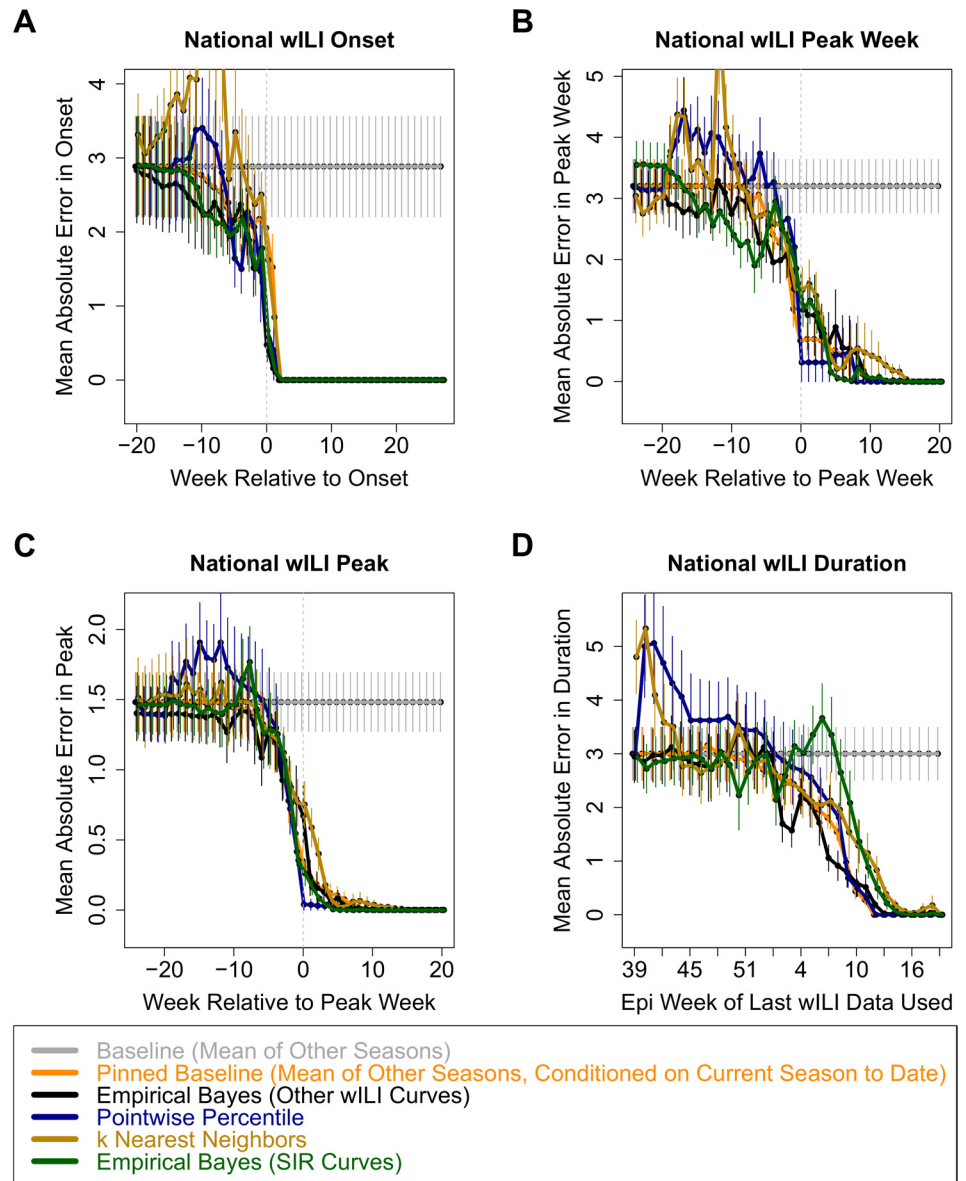 A
National wILI Onset
Mean Absolute Error in Onset
4
3
2
1
0
−20 −10 0 10 20
Week Relative to Onset
B
National wILI Peak Week
Mean Absolute Error in Peak Week
5
4
3
2
1
0
−20 −10 0 10 20
Week Relative to Peak Week
C
National wILI Peak
Mean Absolute Error in Peak
2.0
1.5
1.0
0.5
0.0
−20 −10 0 10 20
Week Relative to Peak Week
D
National wILI Duration
Mean Absolute Error in Duration
5
4
3
2
1
0
39 45 51 4 10 16
Epi Week of Last wILI Data Used
Baseline (Mean of Other Seasons)
Pinned Baseline (Mean of Other Seasons, Conditioned on Current Season to Date)
Empirical Bayes (Other wILI Curves)
Pointwise Percentile
k Nearest Neighbors
Empirical Bayes (SIR Curves)